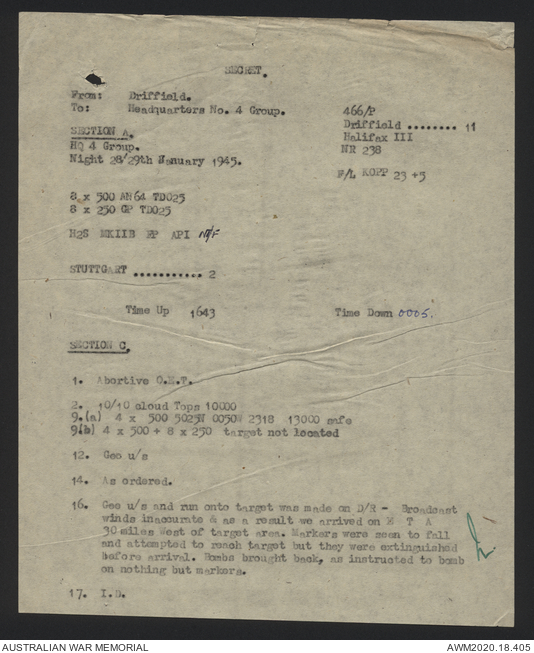 SECRET.
From: Driffield.
To: Headquarters No. 4 Group.
466/P
Driffield ........ 11
Halifax III
NR 238
F/L KOPP 23 +5
SECTION A.
HQ 4 Group.
Night 28/29th January 1945.
8 x 500 AN64 TD025
8 x 250 GP TD025
H2S MKIIB FP API N/F
STUTTGART ........... 2
Time Up 1643
Time Down 0005.
SECTION C.
1. Abortive O.E.T.
2. 10/10 cloud Tops 10000
9.(a) 4 x 500 5025N 0050W 2318 13000 safe
9(b) 4 x 500 + 8 x 250 target not located
12. Geo u/s
14. As ordered.
16. Geo u/s and run onto target was made on D/R - Broadcast
winds inaccurate & as a result we arrived on E T A
30 miles West of target area. Markers were seen to fall
and attempted to reach target but they were extinguished
before arrival. Bombs brought back, as instructed to bomb
on nothing but markers.
17. I.B.
AUSTRALIAN WAR MEMORIAL
AWM2020.18.405